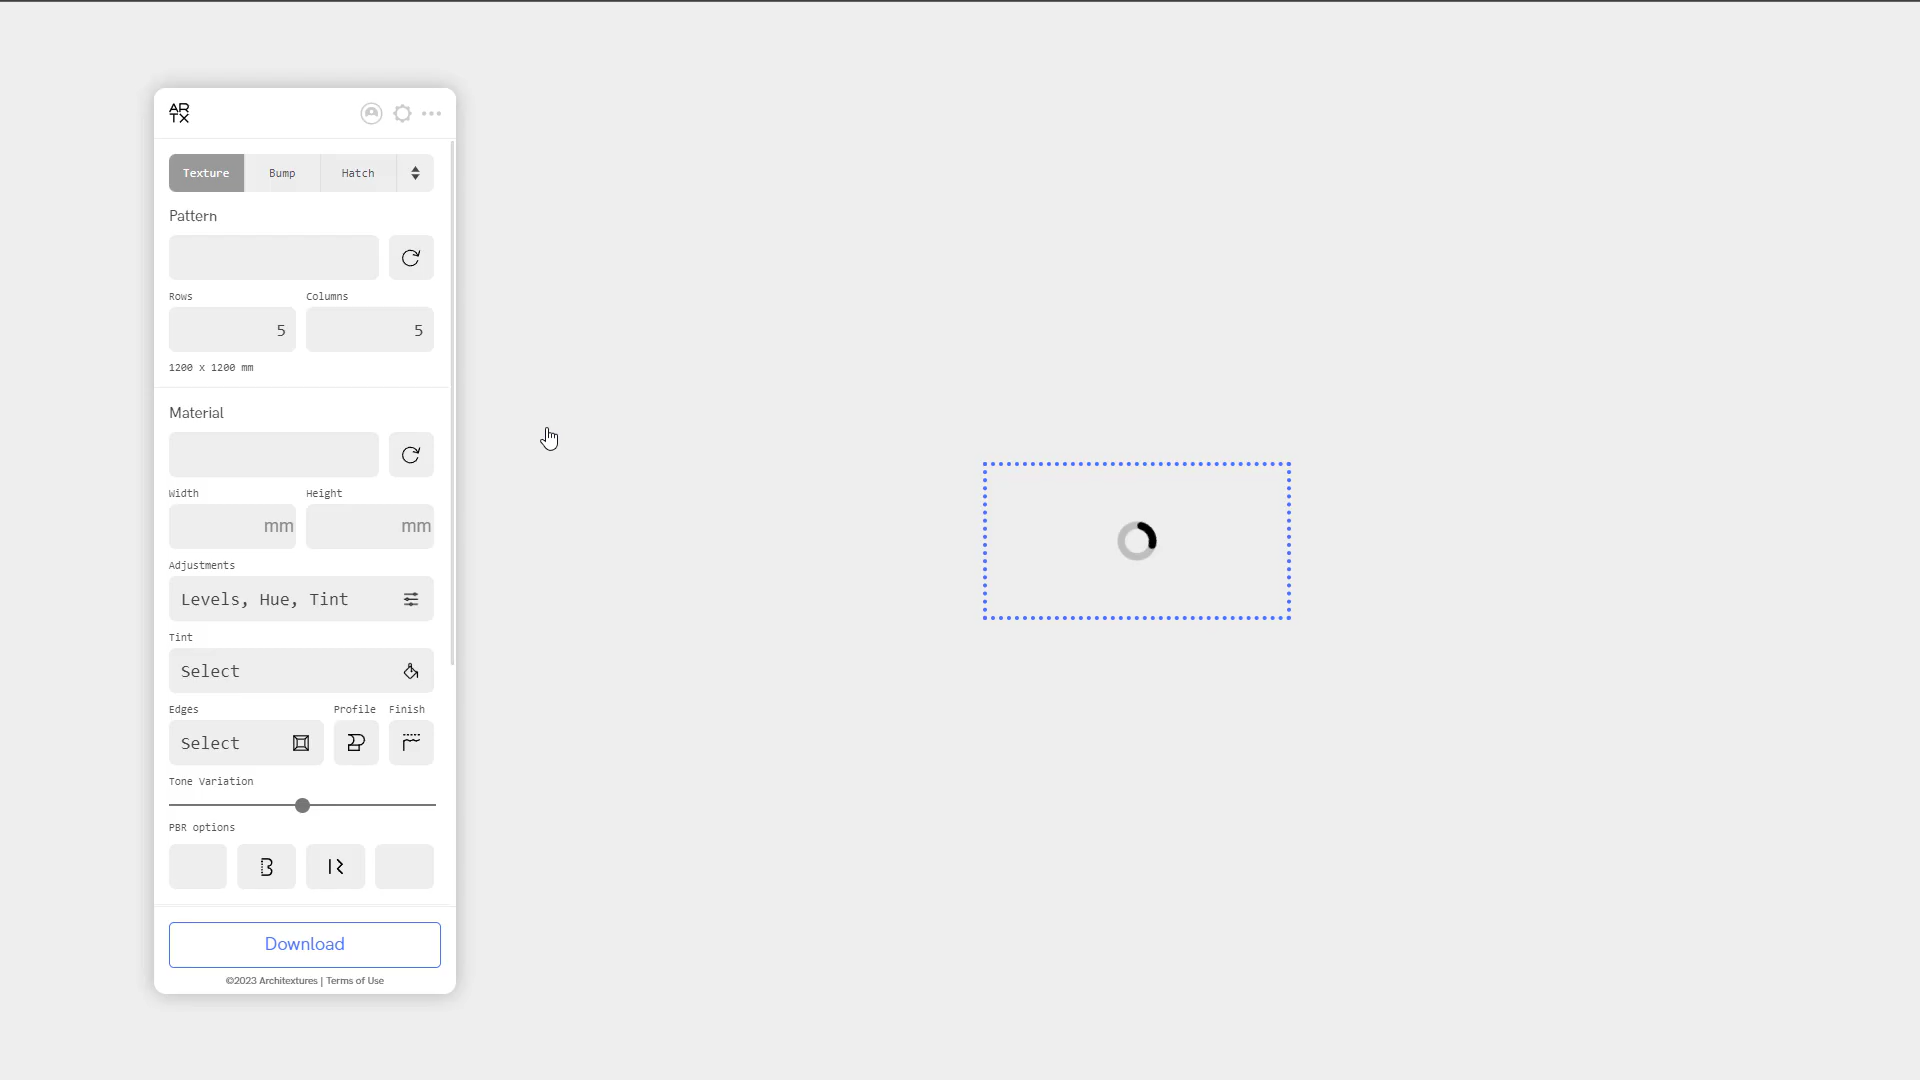 AR
TX
Texture Bump Hatch
Pattern
Rows Columns
5 5
1200 x 1200 mm
Material
Width Height
mm mm
Adjustments
Levels, Hue, Tint
Tint
Select
Edges Profile Finish
Select
Tone Variation
PBR options
Download
©2023 Architextures | Terms of Use